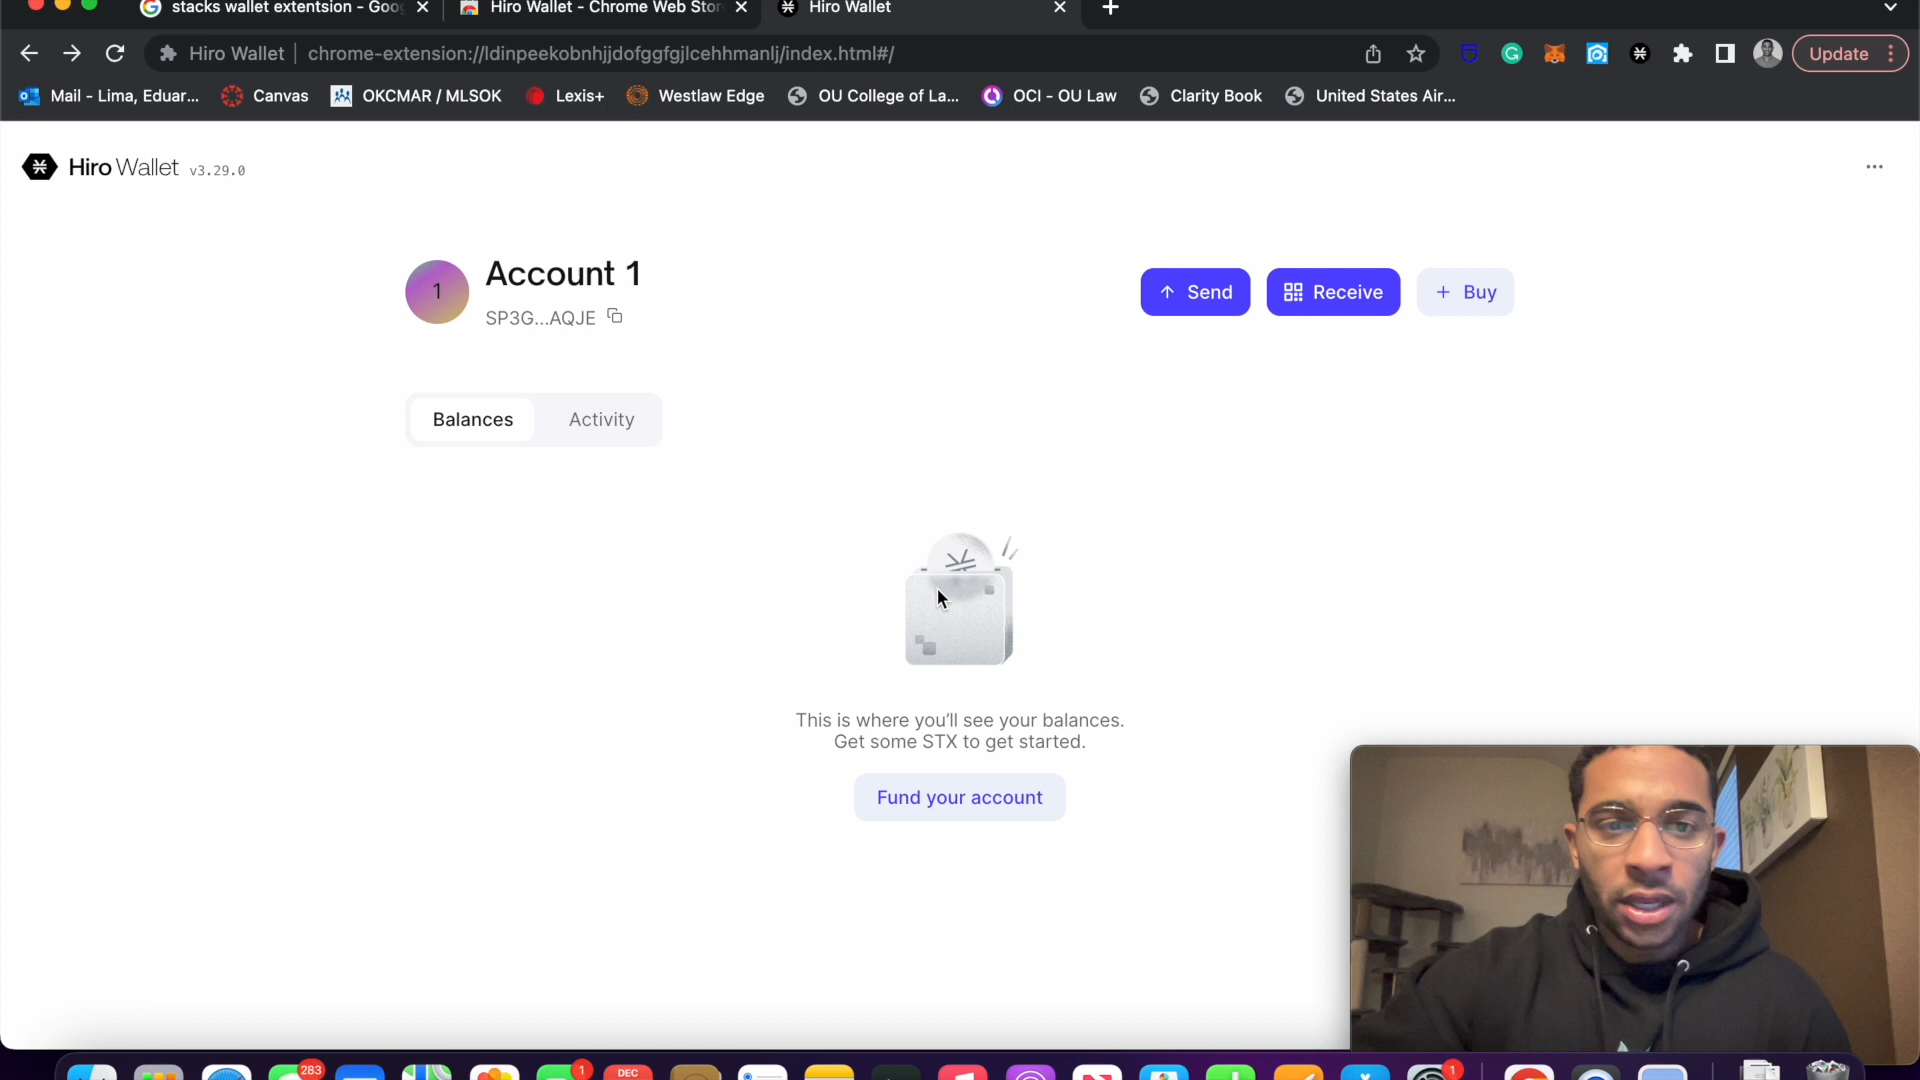 stacks wallet extentsion - Goog
Hiro Wallet - Chrome Web Stor
Hiro Wallet
Hiro Wallet
chrome-extension://ldinpeekobnhjjdofggfgjlcehhmanlj/index.html#/
Update
Mail - Lima, Eduar...
Canvas
OKCMAR / MLSOK
Lexis+
Westlaw Edge
OU College of La...
OCI - OU Law
Clarity Book
United States Air...
Hiro Wallet v3.29.0
1
Account 1
SP3G...AQJE
Send
Receive
+ Buy
Balances
Activity
This is where you'll see your balances.
Get some STX to get started.
Fund your account
283
1
DEC
1